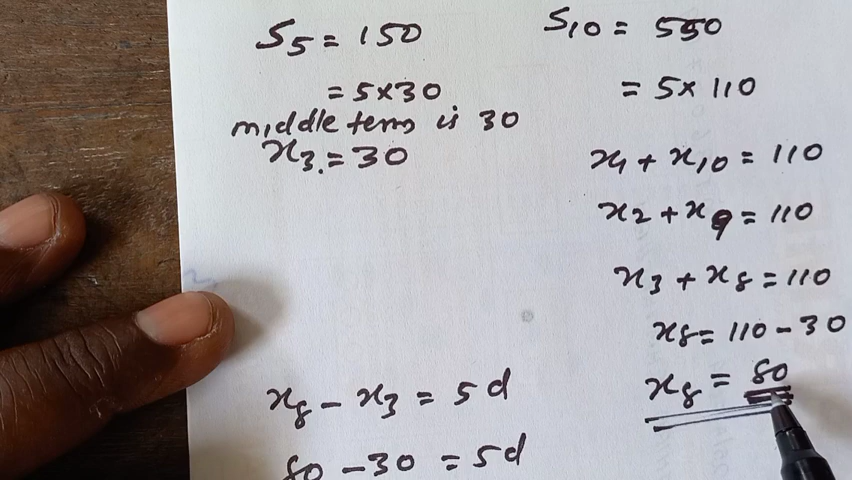 S5 = 150
= 5×30
middle term is 30
x3. = 30
S10 = 550
= 5×110
x1 + x10 = 110
x2 + x9 = 110
x3 + x8 = 110
x8 = 110 - 30
x8 = 80
x8 - x3 = 5d
80 - 30 = 5d